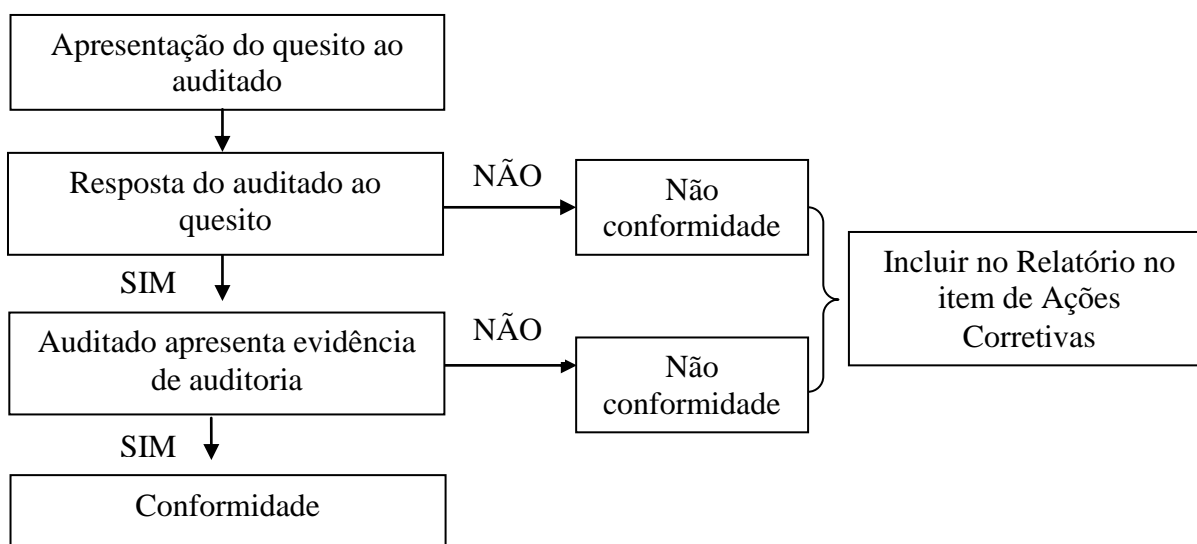 Apresentação do quesito ao
auditado
Resposta do auditado ao
quesito
NÃO
Não
conformidade
Incluir no Relatório no
item de Ações
Corretivas
SIM
Auditado apresenta evidência
de auditoria
NÃO
Não
conformidade
SIM
Conformidade